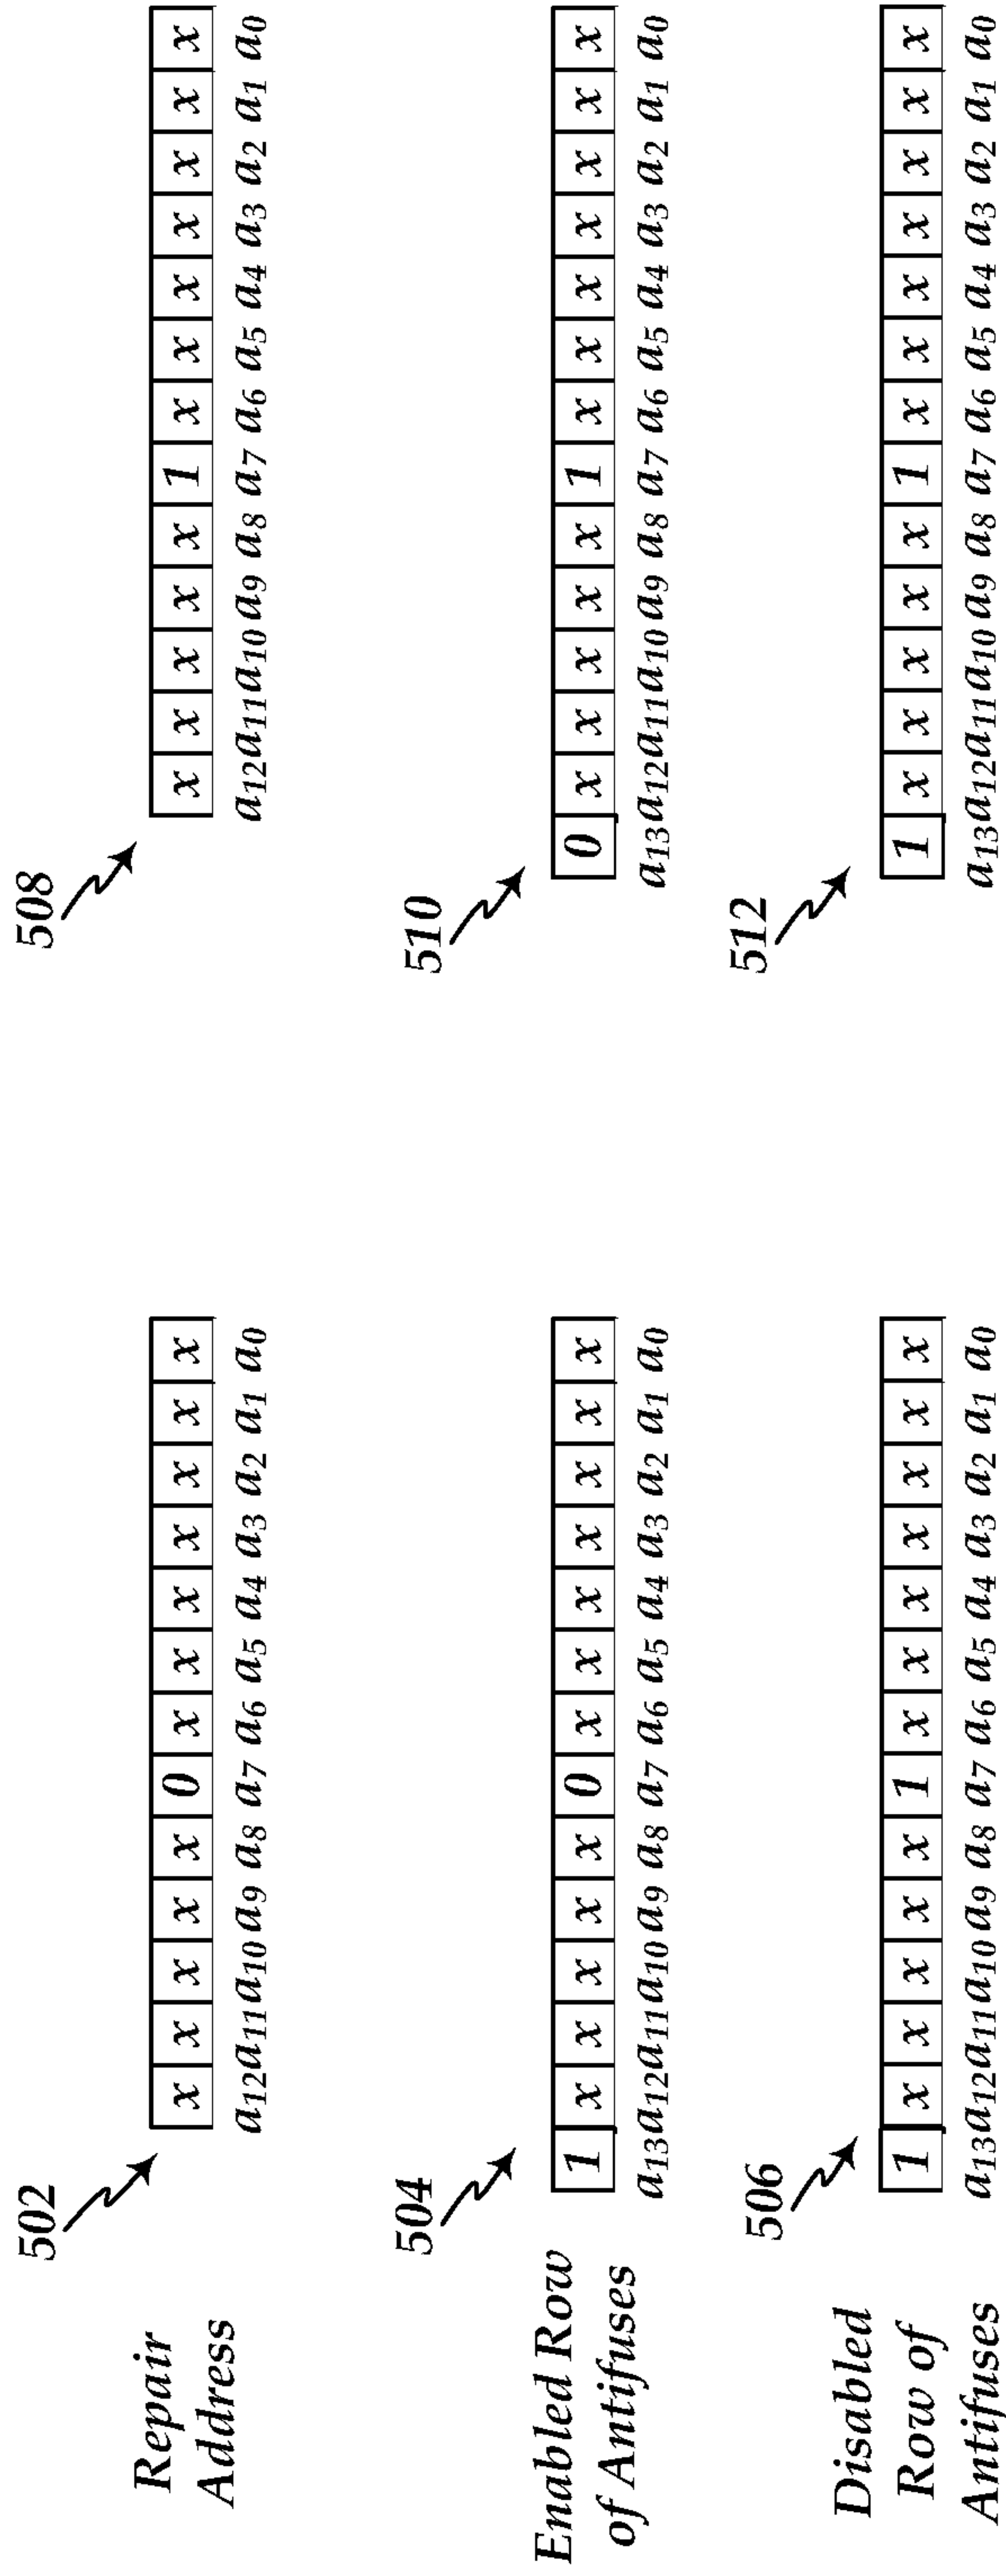 502
508
Repair
Address
x x x x x 0 x x x x x x x
a12 a11 a10 a9 a8 a7 a6 a5 a4 a3 a2 a1 a0
x x x x x 1 x x x x x x x
a12 a11 a10 a9 a8 a7 a6 a5 a4 a3 a2 a1 a0
504
510
Enabled Row
of Antifuses
1 x x x x x 0 x x x x x x x
a13 a12 a11 a10 a9 a8 a7 a6 a5 a4 a3 a2 a1 a0
0 x x x x x 1 x x x x x x x
a13 a12 a11 a10 a9 a8 a7 a6 a5 a4 a3 a2 a1 a0
506
512
Disabled
Row of
Antifuses
1 x x x x x 1 x x x x x x x
a13 a12 a11 a10 a9 a8 a7 a6 a5 a4 a3 a2 a1 a0
1 x x x x x 1 x x x x x x x
a13 a12 a11 a10 a9 a8 a7 a6 a5 a4 a3 a2 a1 a0